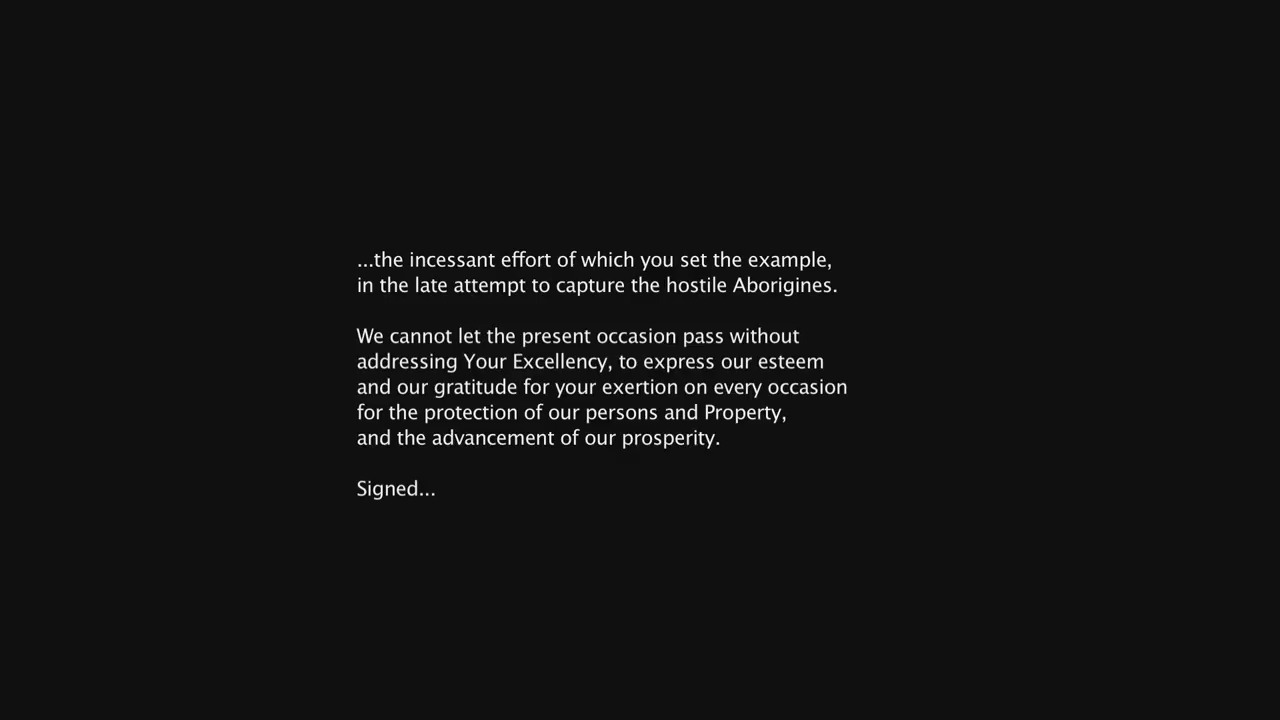 ...the incessant effort of which you set the example,
in the late attempt to capture the hostile Aborigines.
We cannot let the present occasion pass without
addressing Your Excellency, to express our esteem
and our gratitude for your exertion on every occasion
for the protection of our persons and Property,
and the advancement of our prosperity.
Signed...